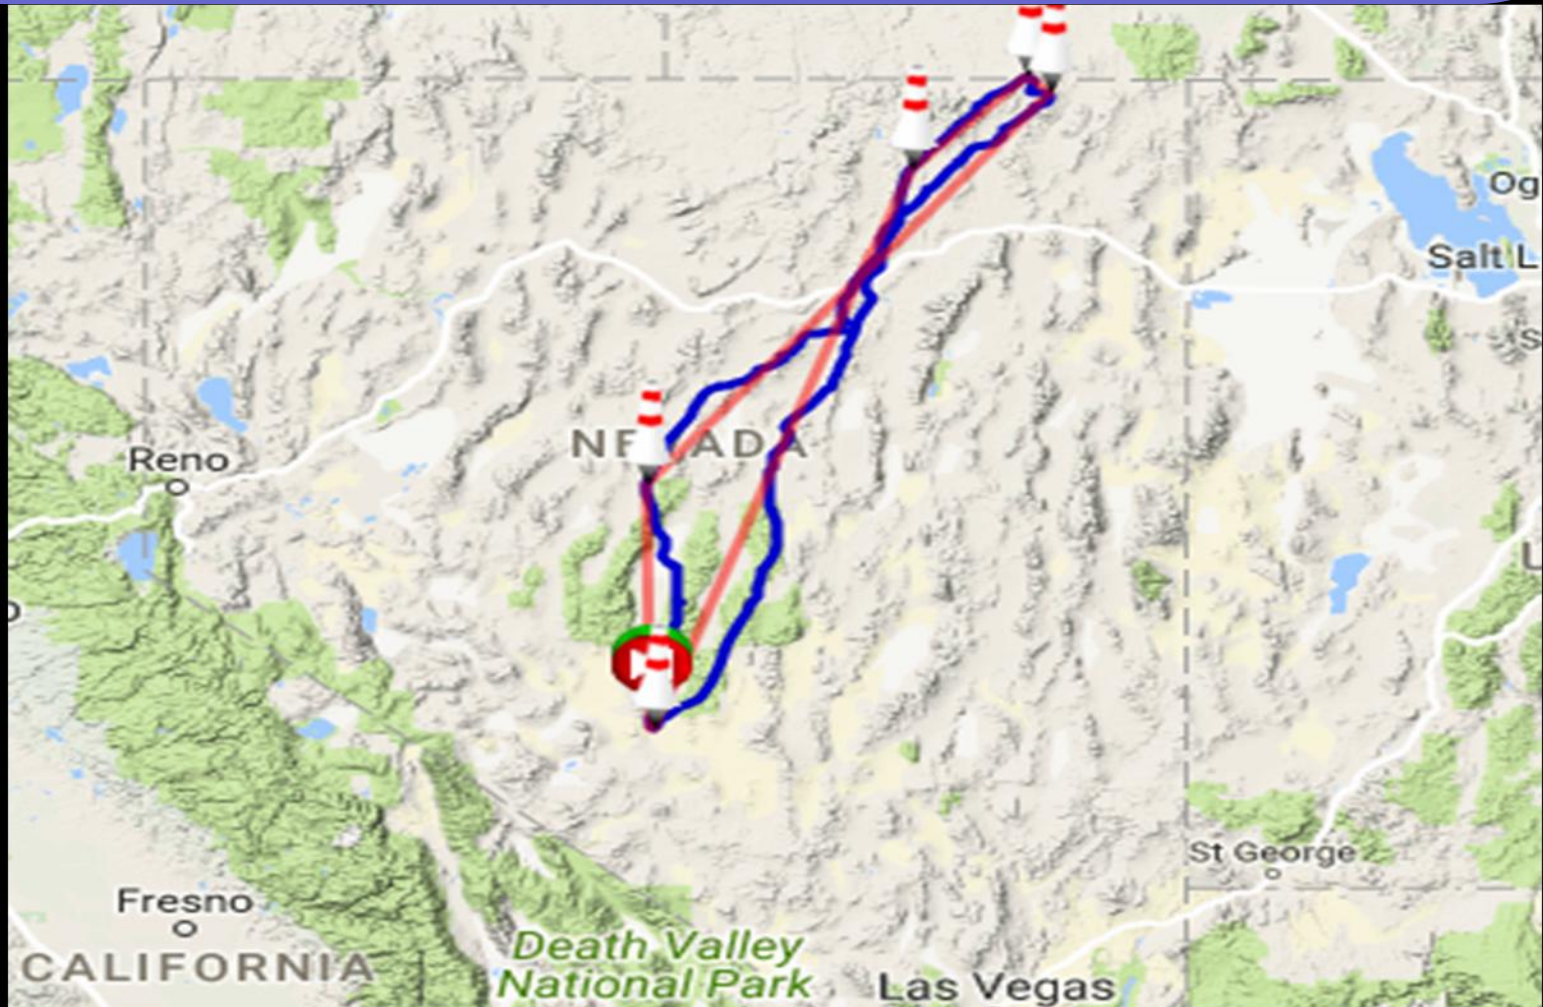 Og
Salt L
S
NE ADA
Reno
L
o
St George
Fresno
CALIFORNIA
Death Valley
National Park
Las Vegas